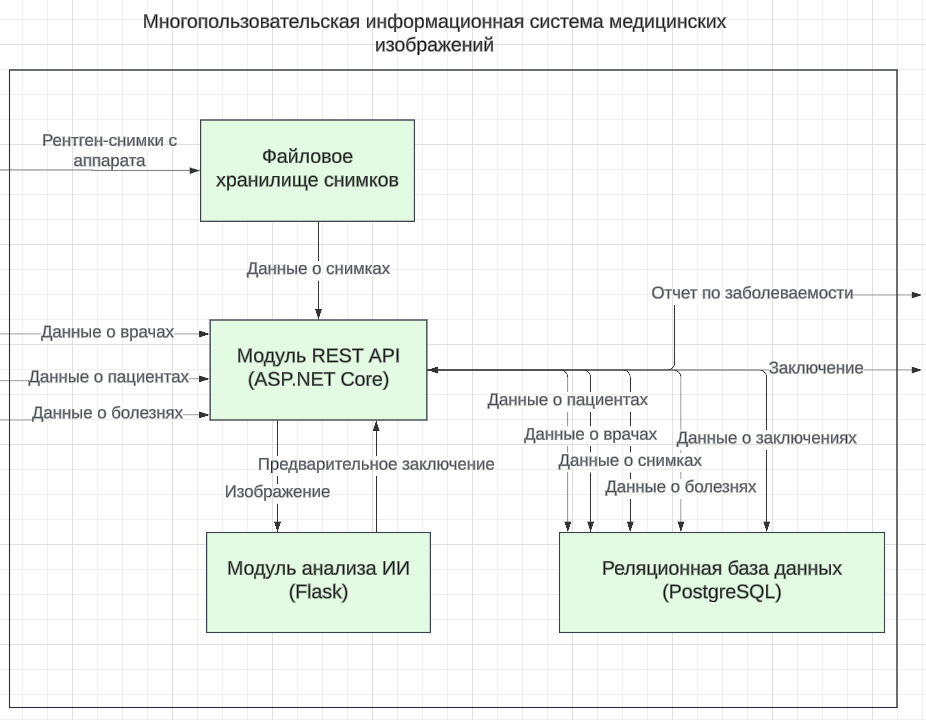 Многопользовательская информационная система медицинских
изображений
Рентген-снимки с
аппарата
Файловое
хранилище снимков
Данные о снимках
Отчет по заболеваемости
Данные о врачах
Модуль REST API
(ASP.NET Core)
Данные о пациентах
Данные о болезнях
Заключение
Данные о пациентах
Данные о врачах
Данные о заключениях
Данные о снимках
Данные о болезнях
Предварительное заключение
Изображение
Модуль анализа ИИ
(Flask)
Реляционная база данных
(PostgreSQL)